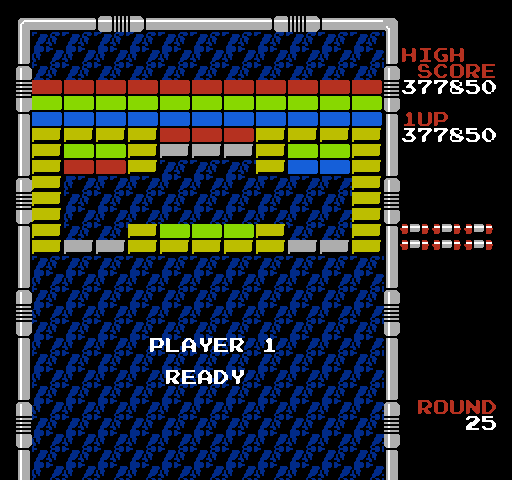 HIGH
SCORE
377850
1UP
377850
PLAYER 1
READY
ROUND
25